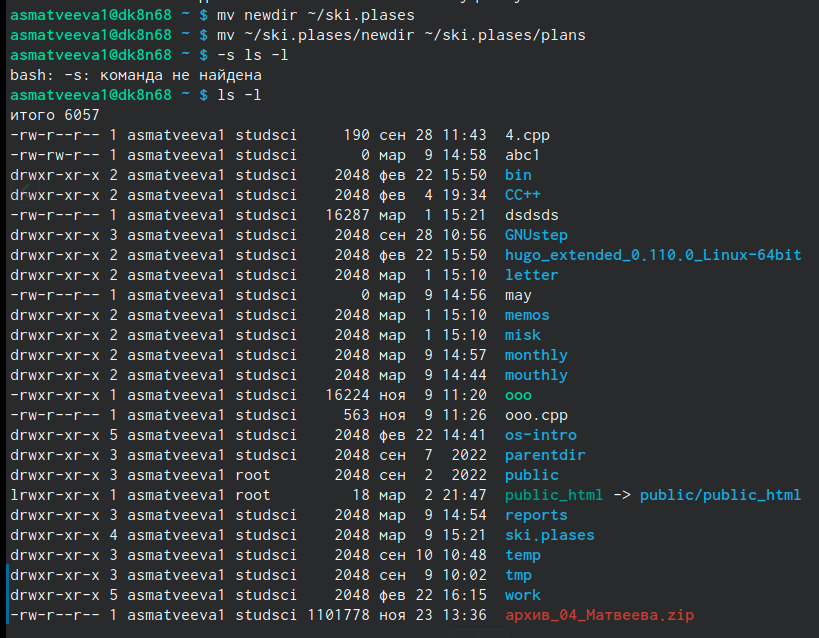 asmatveeva1@dk8n68 ~ $ mv newdir ~/ski.plases
asmatveeva1@dk8n68 ~ $ mv ~/ski.plases/newdir ~/ski.plases/plans
asmatveeva1@dk8n68 ~ $ -s ls -l
bash: -s: команда не найдена
asmatveeva1@dk8n68 ~ $ ls -l
итого 6057
-rw-r--r-- 1 asmatveeva1 studsci     190 сен 28 11:43  4.cpp
-rw-rw-r-- 1 asmatveeva1 studsci       0 мар  9 14:58  abc1
drwxr-xr-x 2 asmatveeva1 studsci    2048 фев 22 15:50  bin
drwxr-xr-x 2 asmatveeva1 studsci    2048 фев  4 19:34  CC++
-rw-r--r-- 1 asmatveeva1 studsci   16287 мар  1 15:21  dsdsds
drwxr-xr-x 3 asmatveeva1 studsci    2048 сен 28 10:56  GNUstep
drwxr-xr-x 2 asmatveeva1 studsci    2048 фев 22 15:50  hugo_extended_0.110.0_Linux-64bit
drwxr-xr-x 2 asmatveeva1 studsci    2048 мар  1 15:10  letter
-rw-r--r-- 1 asmatveeva1 studsci       0 мар  9 14:56  may
drwxr-xr-x 2 asmatveeva1 studsci    2048 мар  1 15:10  memos
drwxr-xr-x 2 asmatveeva1 studsci    2048 мар  1 15:10  misk
drwxr-xr-x 2 asmatveeva1 studsci    2048 мар  9 14:57  monthly
drwxr-xr-x 2 asmatveeva1 studsci    2048 мар  9 14:44  mouthly
-rwxr-xr-x 1 asmatveeva1 studsci   16224 ноя  9 11:20  ooo
-rw-r--r-- 1 asmatveeva1 studsci     563 ноя  9 11:26  ooo.cpp
drwxr-xr-x 5 asmatveeva1 studsci    2048 фев 22 14:41  os-intro
drwxr-xr-x 3 asmatveeva1 studsci    2048 сен  7  2022  parentdir
drwxr-xr-x 3 asmatveeva1 root       2048 сен  2  2022  public
lrwxr-xr-x 1 asmatveeva1 root         18 мар  2 21:47  public_html -> public/public_html
drwxr-xr-x 3 asmatveeva1 studsci    2048 мар  9 14:54  reports
drwxr-xr-x 4 asmatveeva1 studsci    2048 мар  9 15:21  ski.plases
drwxr-xr-x 3 asmatveeva1 studsci    2048 сен 10 10:48  temp
drwxr-xr-x 3 asmatveeva1 studsci    2048 сен  9 10:02  tmp
drwxr-xr-x 5 asmatveeva1 studsci    2048 фев 22 16:15  work
-rw-r--r-- 1 asmatveeva1 studsci 1101778 ноя 23 13:36  архив_04_Матвеева.zip